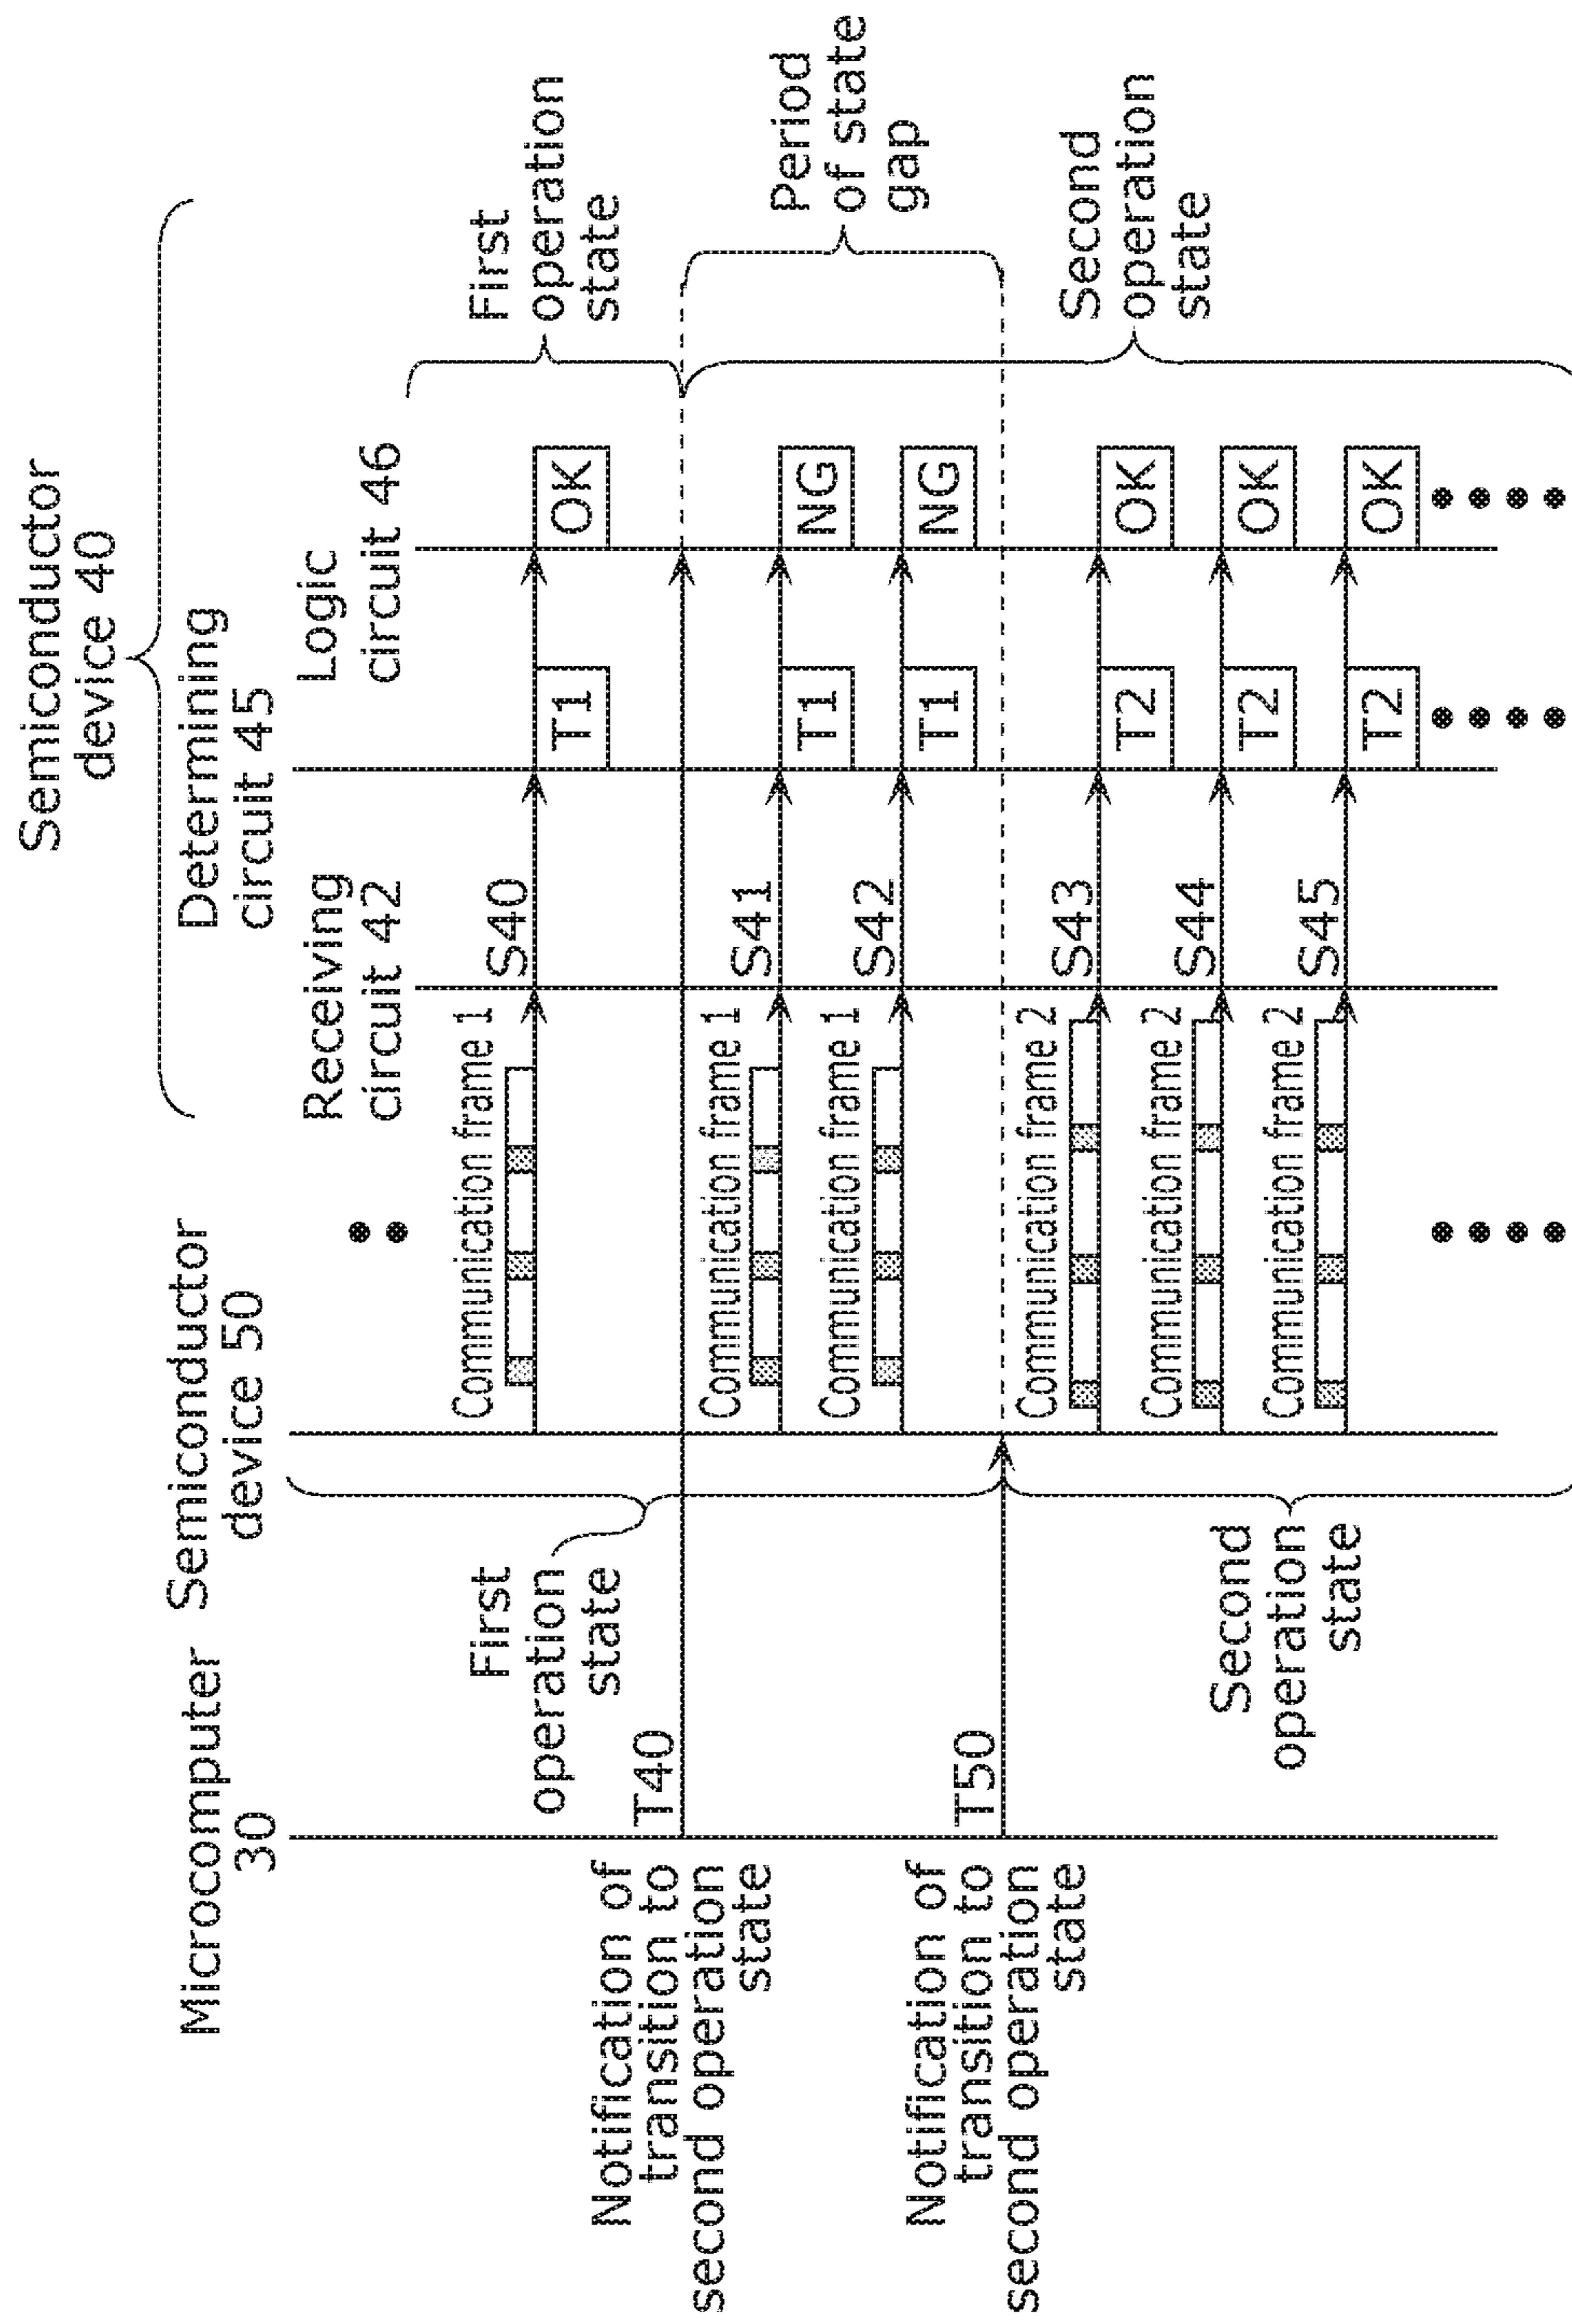 Semiconductor
device 40
Microcomputer
30
Semiconductor
device 50
Receiving
circuit 42
Determining
circuit 45
Logic
circuit 46
First
operation
state
Communication frame 1
S40
T1
OK
First
operation
state
Notification of
transition to
second operation
state
T40
Communication frame 1
S41
T1
NG
Communication frame 1
S42
T1
NG
Period
of state
gap
Notification of
transition to
second operation
state
T50
Communication frame 2
S43
T2
OK
Second
operation
state
Communication frame 2
S44
T2
OK
Second
operation
state
Communication frame 2
S45
T2
OK